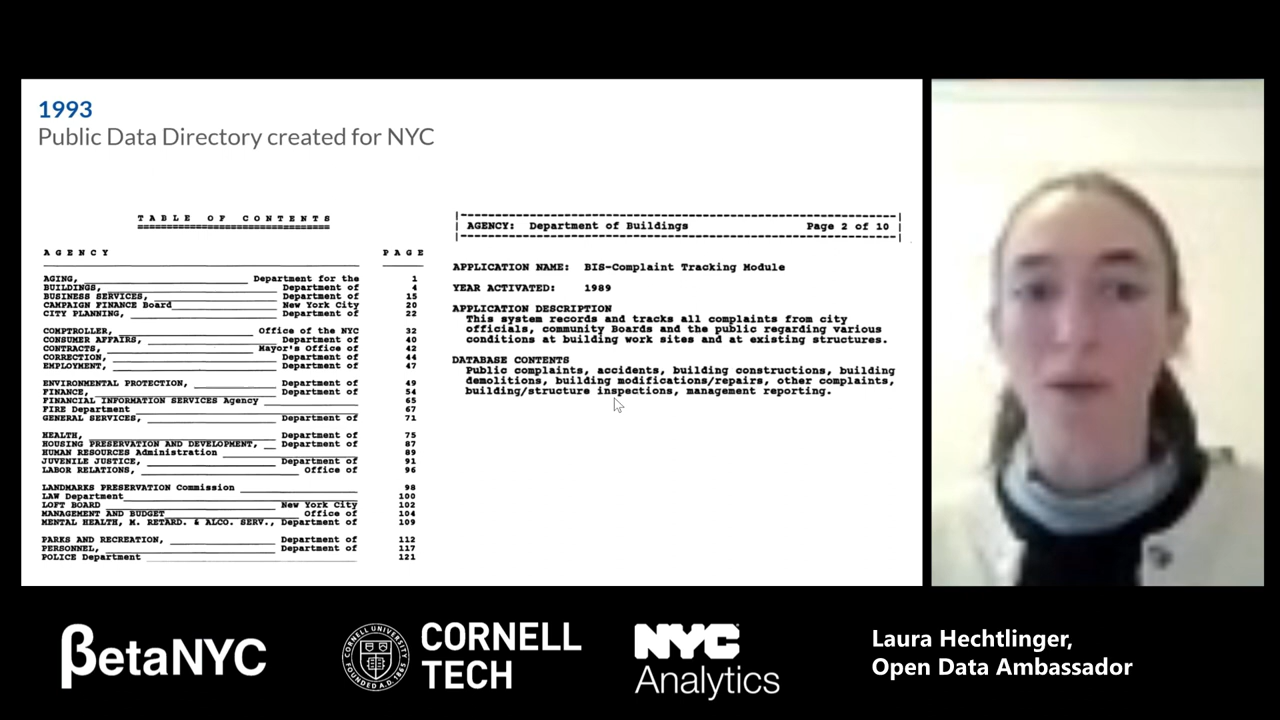 1993
Public Data Directory created for NYC
TABLE OF CONTENTS
AGENCY PAGE
AGING, Department for the 1
BUILDINGS, Department of 4
BUSINESS SERVICES, Department of 15
CAMPAIGN FINANCE Board New York City 20
CITY PLANNING, Department of 22
COMPTROLLER, Office of the NYC 32
CONSUMER AFFAIRS, Department of 40
CONTRACTS, Mayor's Office of 42
CORRECTION, Department of 44
EMPLOYMENT, Department of 47
ENVIRONMENTAL PROTECTION, Department of 49
FINANCE, Department of 54
FINANCIAL INFORMATION SERVICES Agency 65
FIRE Department 67
GENERAL SERVICES, Department of 71
HEALTH, Department of 75
HOUSING PRESERVATION AND DEVELOPMENT, Department of 87
HUMAN RESOURCES Administration 89
JUVENILE JUSTICE, Department of 91
LABOR RELATIONS, Office of 96
LANDMARKS PRESERVATION Commission 98
LAW Department 100
LOFT BOARD New York City 102
MANAGEMENT AND BUDGET Office of 104
MENTAL HEALTH, M. RETARD. & ALCO. SERV., Department of 109
PARKS AND RECREATION, Department of 112
PERSONNEL, Department of 117
POLICE Department 121
AGENCY: Department of Buildings Page 2 of 10
APPLICATION NAME: BIS-Complaint Tracking Module
YEAR ACTIVATED: 1989
APPLICATION DESCRIPTION
This system records and tracks all complaints from city
officials, community Boards and the public regarding various
conditions at building work sites and at existing structures.
DATABASE CONTENTS
Public complaints, accidents, building constructions, building
demolitions, building modifications/repairs, other complaints,
building/structure inspections, management reporting.
βetaNYC
CORNELL UNIVERSITY
FOUNDED A.D. 1865
CORNELL
TECH
NYC
Analytics
Laura Hechtlinger,
Open Data Ambassador